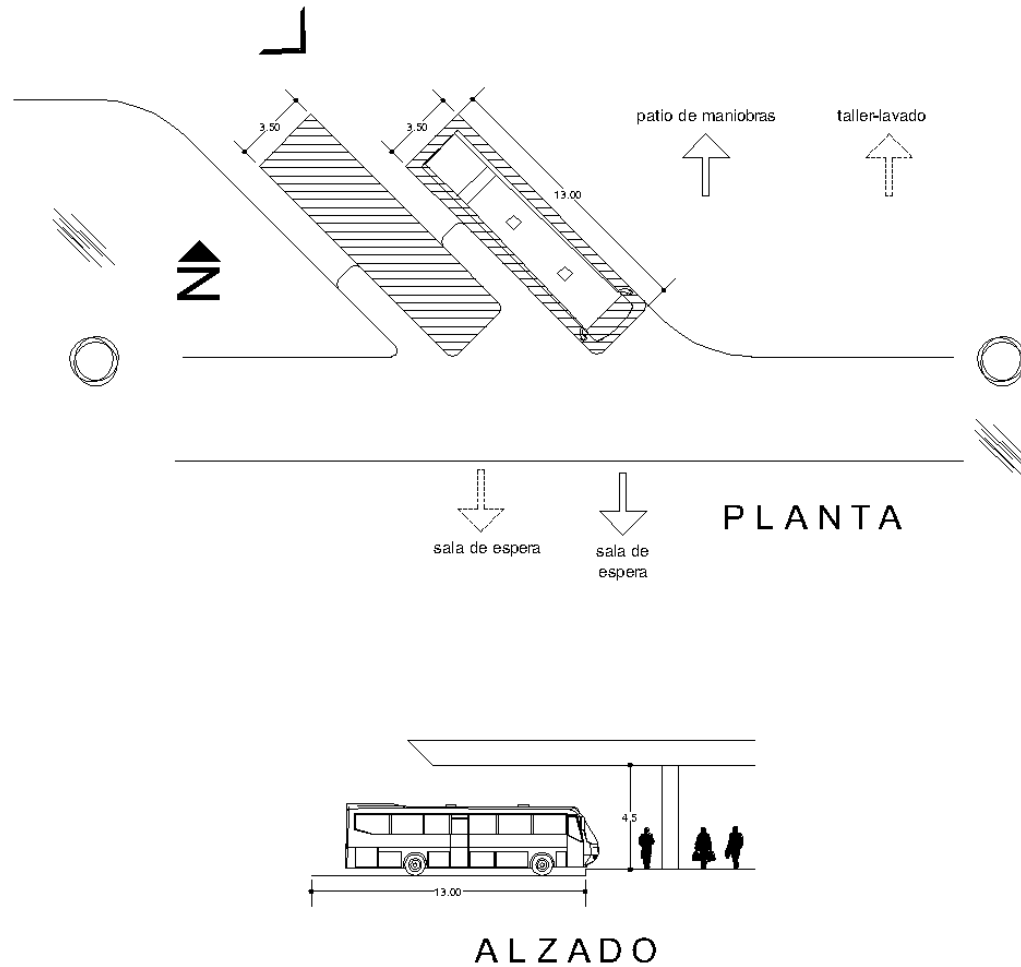 3.50
3.50
13.00
patio de maniobras
taller-lavado
N
sala de espera
sala de
espera
PLANTA
4.5
13.00
ALZADO